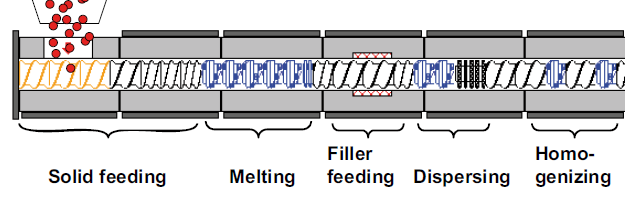 Solid feeding
Melting
Filler
feeding
Dispersing
Homo-
genizing